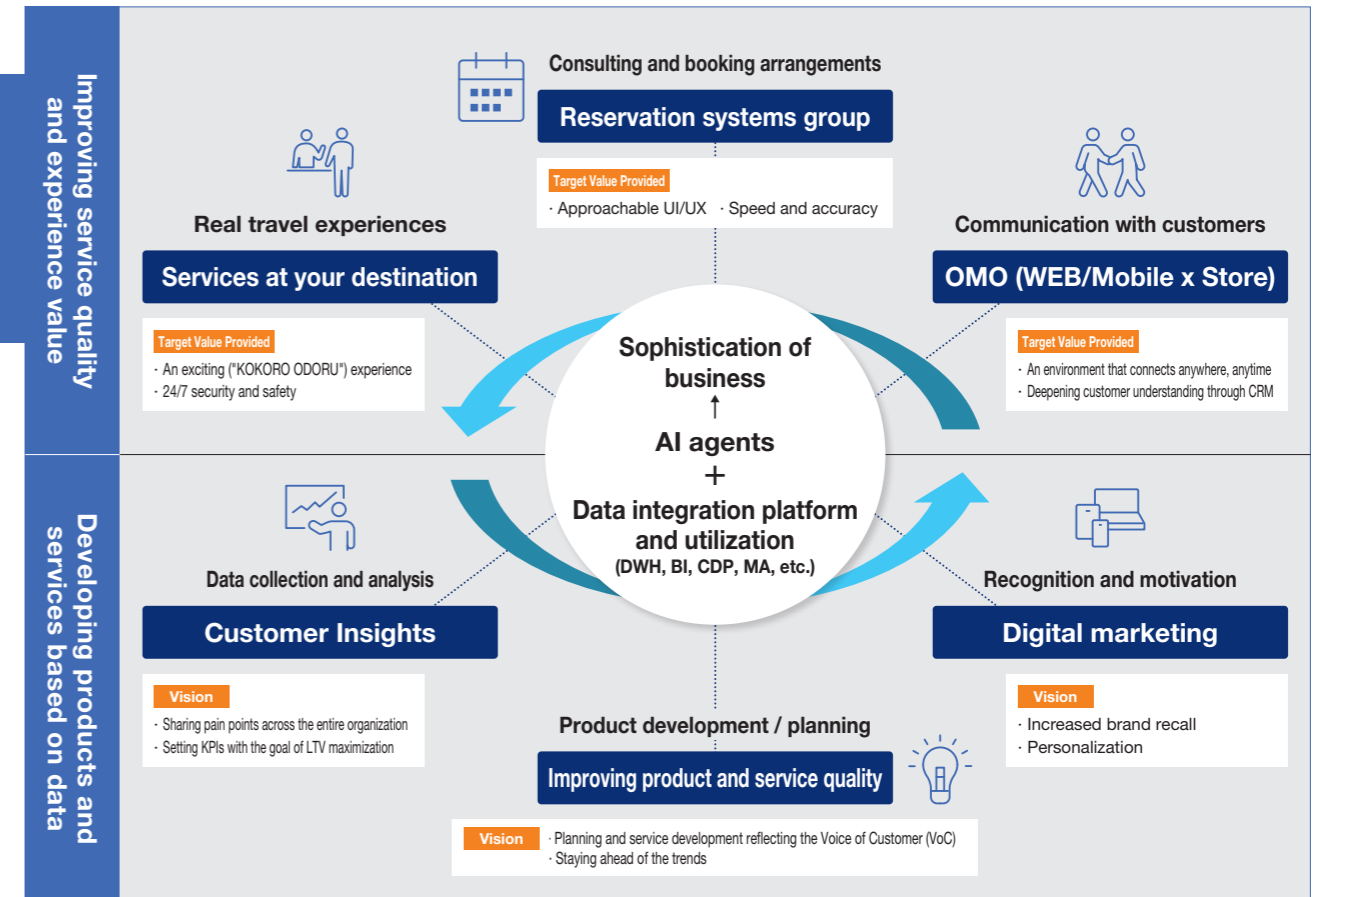 Improving service quality
and experience value
Consulting and booking arrangements
Reservation systems group
Target Value Provided
· Approachable UI/UX · Speed and accuracy
Real travel experiences
Services at your destination
Target Value Provided
· An exciting ("KOKORO ODORU") experience
· 24/7 security and safety
Communication with customers
OMO (WEB/Mobile x Store)
Target Value Provided
· An environment that connects anywhere, anytime
· Deepening customer understanding through CRM
Sophistication of
business
↑
AI agents
+
Data integration platform
and utilization
(DWH, BI, CDP, MA, etc.)
Developing products and
services based on data
Data collection and analysis
Customer Insights
Vision
· Sharing pain points across the entire organization
· Setting KPIs with the goal of LTV maximization
Product development / planning
Improving product and service quality
Vision
· Planning and service development reflecting the Voice of Customer (VoC)
· Staying ahead of the trends
Recognition and motivation
Digital marketing
Vision
· Increased brand recall
· Personalization